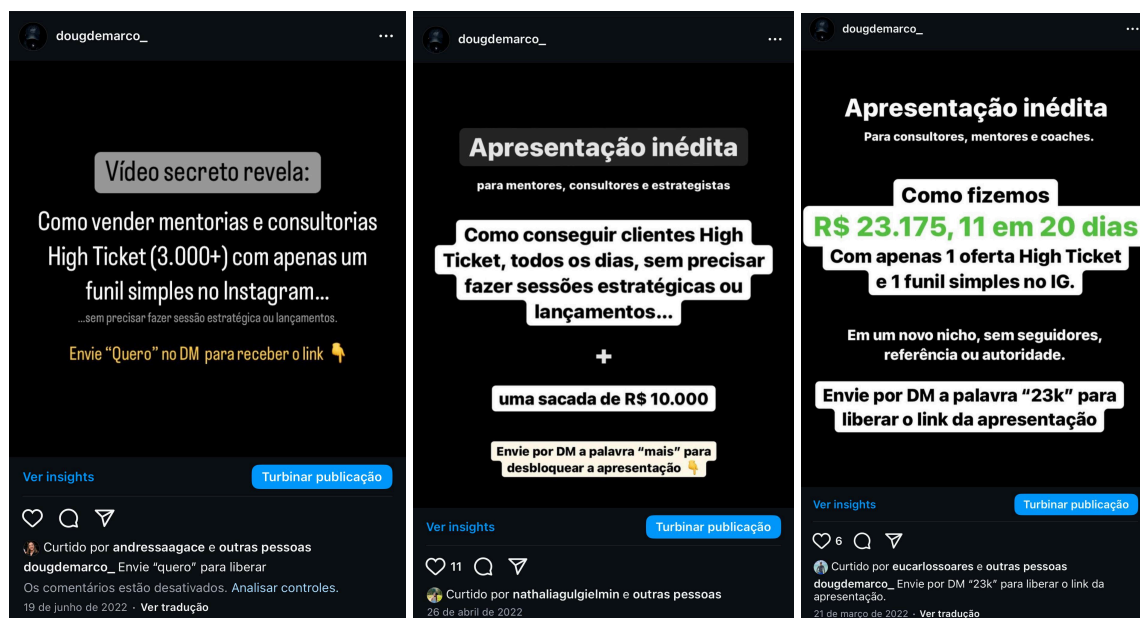 dougdemarco_
Vídeo secreto revela:
Como vender mentorias e consultorias
High Ticket (3.000+) com apenas um
funil simples no Instagram...
...sem precisar fazer sessão estratégica ou lançamentos.
Envie “Quero” no DM para receber o link 👇
Ver insights
Turbinar publicação
Curtido por andressaagace e outras pessoas
dougdemarco_ Envie “quero” para liberar
Os comentários estão desativados. Analisar controles.
19 de junho de 2022 · Ver tradução
dougdemarco_
Apresentação inédita
para mentores, consultores e estrategistas
Como conseguir clientes High
Ticket, todos os dias, sem precisar
fazer sessões estratégicas ou
lançamentos...
+
uma sacada de R$ 10.000
Envie por DM a palavra “mais” para
desbloquear a apresentação 👇
Ver insights
Turbinar publicação
11
Curtido por nathaliagulgielmin e outras pessoas
26 de abril de 2022
dougdemarco_
Apresentação inédita
Para consultores, mentores e coaches.
Como fizemos
R$ 23.175,11 em 20 dias
Com apenas 1 oferta High Ticket
e 1 funil simples no IG.
Em um novo nicho, sem seguidores,
referência ou autoridade.
Envie por DM a palavra “23k” para
liberar o link da apresentação
Ver insights
Turbinar publicação
6
Curtido por eucarlossoares e outras pessoas
dougdemarco_ Envie por DM “23k” para liberar o link da
apresentação.
21 de março de 2022 · Ver tradução